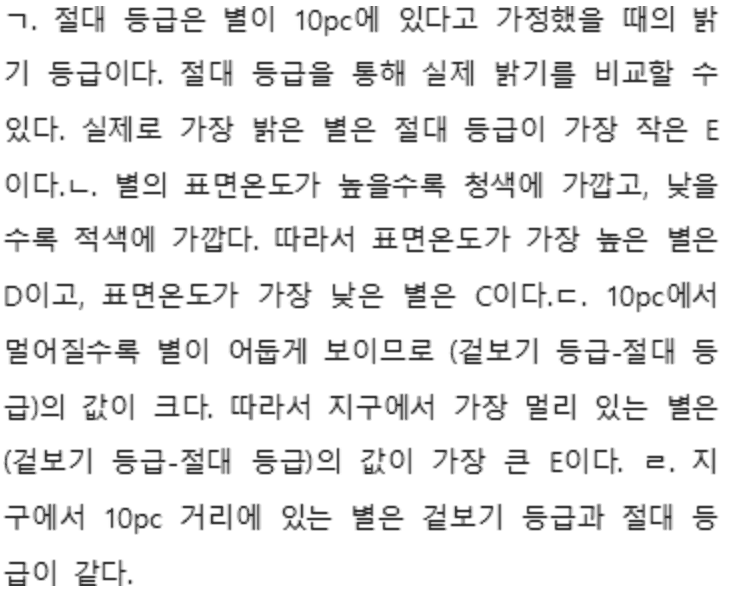 ㄱ. 절대 등급은 별이 10pc에 있다고 가정했을 때의 밝
기 등급이다. 절대 등급을 통해 실제 밝기를 비교할 수
있다. 실제로 가장 밝은 별은 절대 등급이 가장 작은 E
이다.ㄴ. 별의 표면온도가 높을수록 청색에 가깝고, 낮을
수록 적색에 가깝다. 따라서 표면온도가 가장 높은 별은
D이고, 표면온도가 가장 낮은 별은 C이다.ㄷ. 10pc에서
멀어질수록 별이 어둡게 보이므로 (겉보기 등급-절대 등
급)의 값이 크다. 따라서 지구에서 가장 멀리 있는 별은
(겉보기 등급-절대 등급)의 값이 가장 큰 E이다. ㄹ. 지
구에서 10pc 거리에 있는 별은 겉보기 등급과 절대 등
급이 같다.